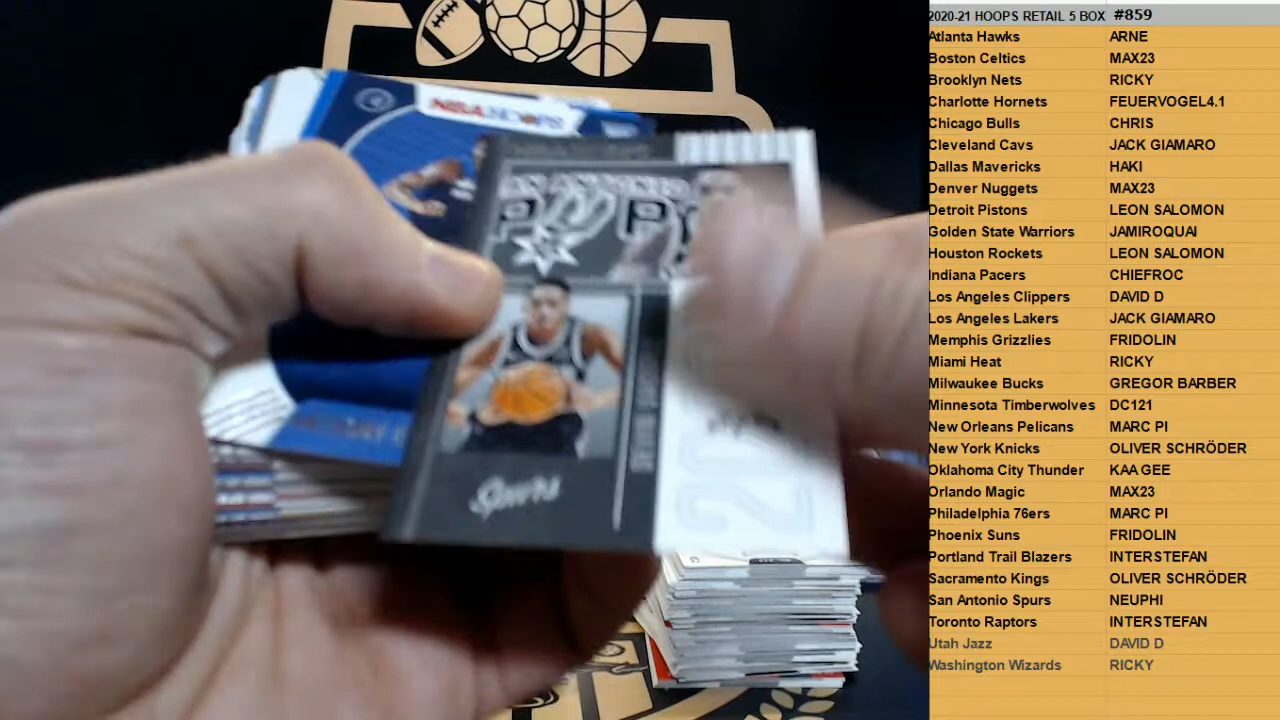 2020-21 HOOPS RETAIL 5 BOX #859
Atlanta Hawks ARNE
Boston Celtics MAX23
Brooklyn Nets RICKY
Charlotte Hornets FEUERVOGEL4.1
Chicago Bulls CHRIS
Cleveland Cavs JACK GIAMARO
Dallas Mavericks HAKI
Denver Nuggets MAX23
Detroit Pistons LEON SALOMON
Golden State Warriors JAMIROQUAI
Houston Rockets LEON SALOMON
Indiana Pacers CHIEFROC
Los Angeles Clippers DAVID D
Los Angeles Lakers JACK GIAMARO
Memphis Grizzlies FRIDOLIN
Miami Heat RICKY
Milwaukee Bucks GREGOR BARBER
Minnesota Timberwolves DC121
New Orleans Pelicans MARC PI
New York Knicks OLIVER SCHRÖDER
Oklahoma City Thunder KAA GEE
Orlando Magic MAX23
Philadelphia 76ers MARC PI
Phoenix Suns FRIDOLIN
Portland Trail Blazers INTERSTEFAN
Sacramento Kings OLIVER SCHRÖDER
San Antonio Spurs NEUPHI
Toronto Raptors INTERSTEFAN
Utah Jazz DAVID D
Washington Wizards RICKY
NBA HOOPS
Spurs